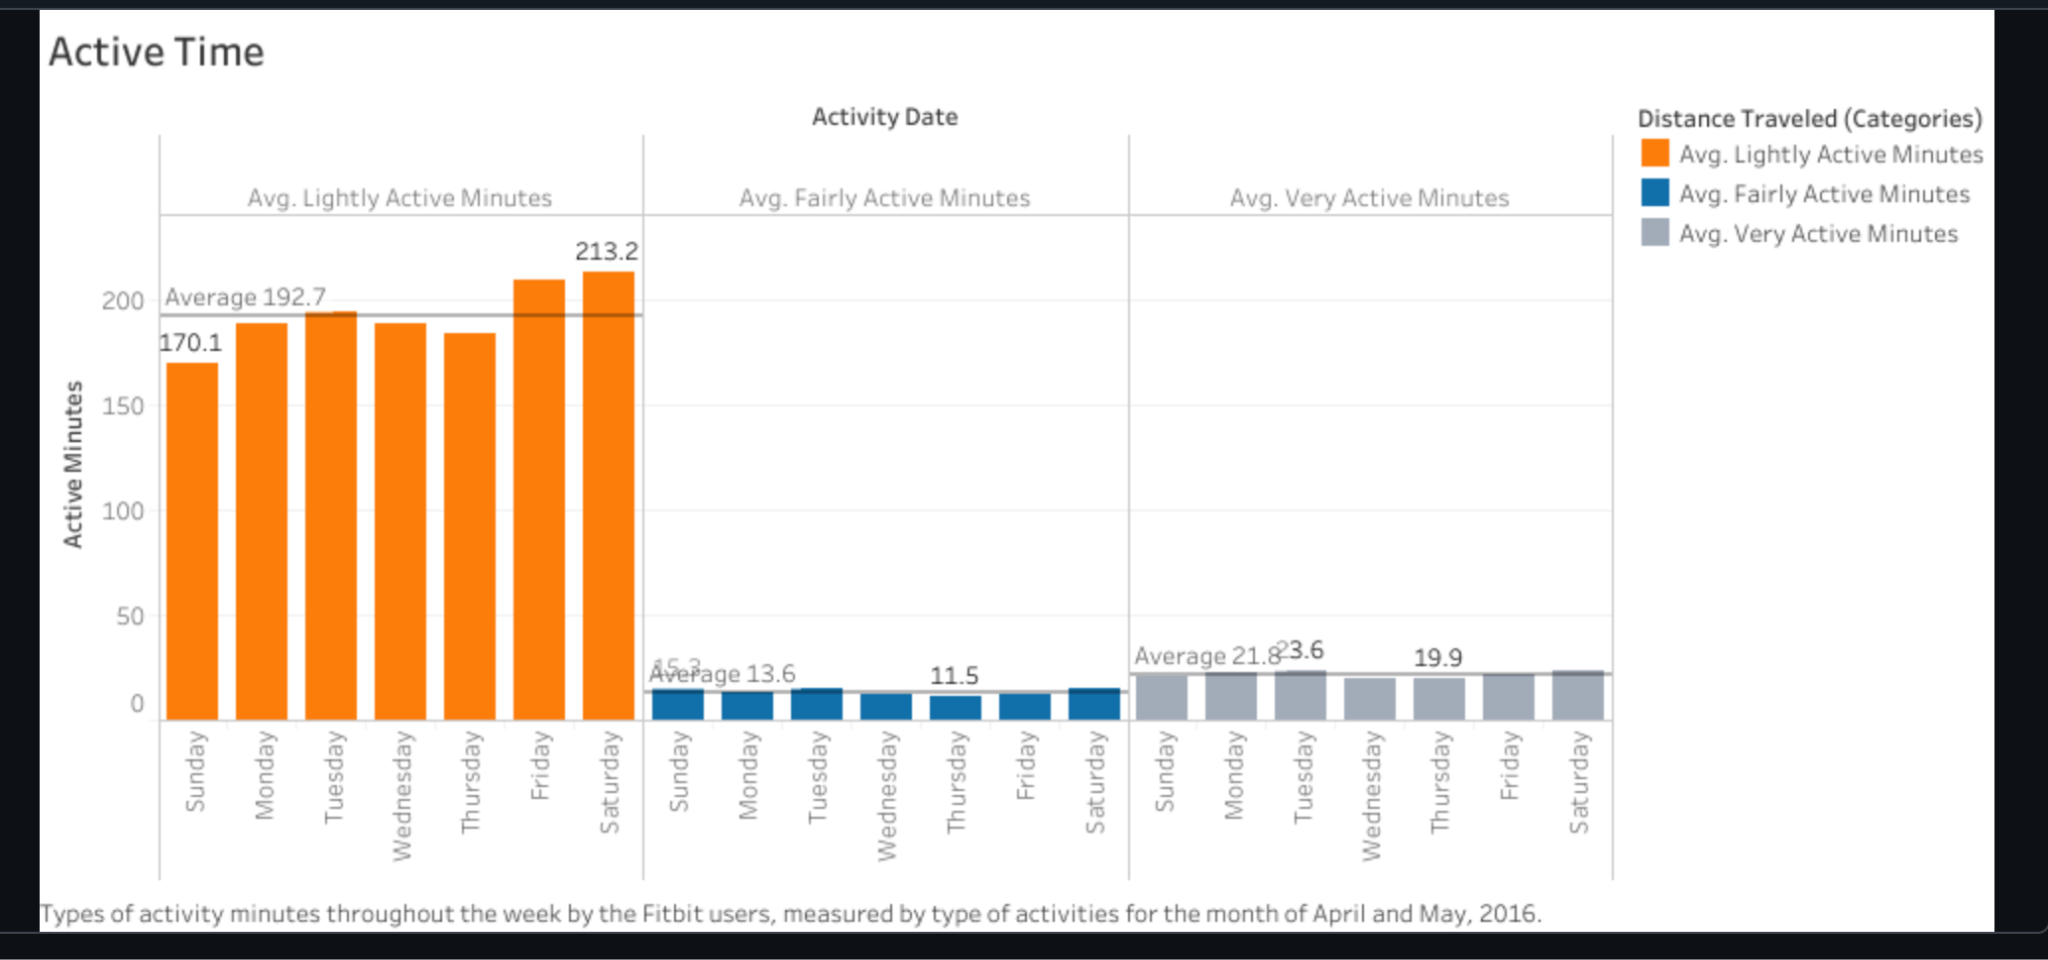 Active Time
Activity Date
Distance Traveled (Categories)
Avg. Lightly Active Minutes
Avg. Fairly Active Minutes
Avg. Very Active Minutes
Avg. Lightly Active Minutes
Avg. Fairly Active Minutes
Avg. Very Active Minutes
Active Minutes
200
150
100
50
0
213.2
Average 192.7
170.1
15.3
Average 13.6
11.5
Average 21.8
23.6
19.9
Sunday
Monday
Tuesday
Wednesday
Thursday
Friday
Saturday
Sunday
Monday
Tuesday
Wednesday
Thursday
Friday
Saturday
Sunday
Monday
Tuesday
Wednesday
Thursday
Friday
Saturday
Types of activity minutes throughout the week by the Fitbit users, measured by type of activities for the month of April and May, 2016.